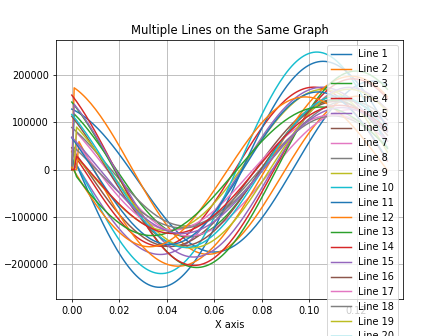 Multiple Lines on the Same Graph
200000
100000
0
−100000
−200000
0.00 0.02 0.04 0.06 0.08 0.10
X axis
Line 1
Line 2
Line 3
Line 4
Line 5
Line 6
Line 7
Line 8
Line 9
Line 10
Line 11
Line 12
Line 13
Line 14
Line 15
Line 16
Line 17
Line 18
Line 19
Line 20